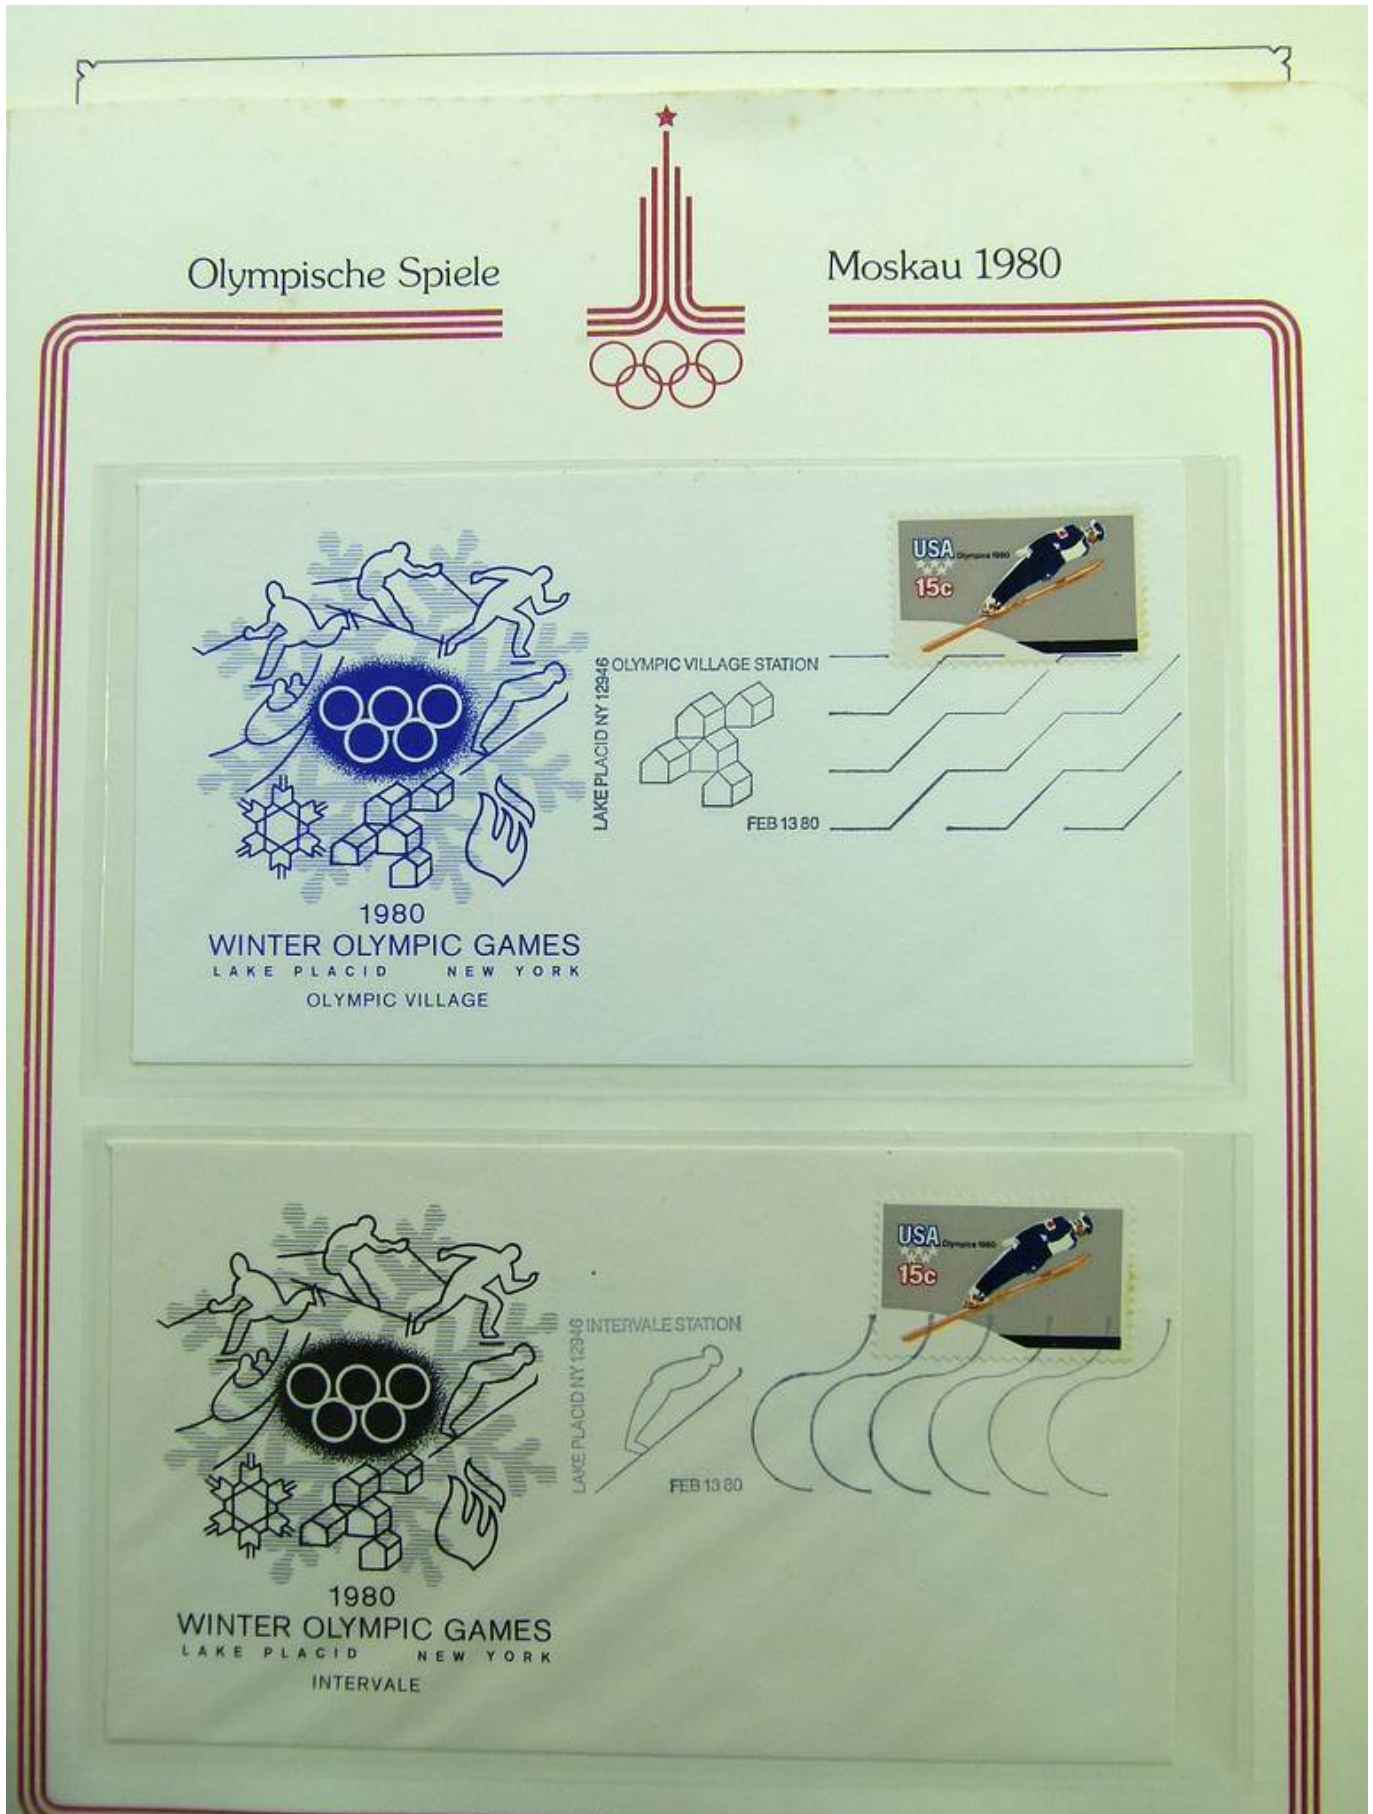 Olympische Spiele
Moskau 1980
USA Olympics 1980
15c
LAKE PLACID NY 12946
OLYMPIC VILLAGE STATION
FEB 13 80
1980
WINTER OLYMPIC GAMES
LAKE PLACID NEW YORK
OLYMPIC VILLAGE
USA Olympics 1980
15c
LAKE PLACID NY 12946
INTERVALE STATION
FEB 13 80
1980
WINTER OLYMPIC GAMES
LAKE PLACID NEW YORK
INTERVALE